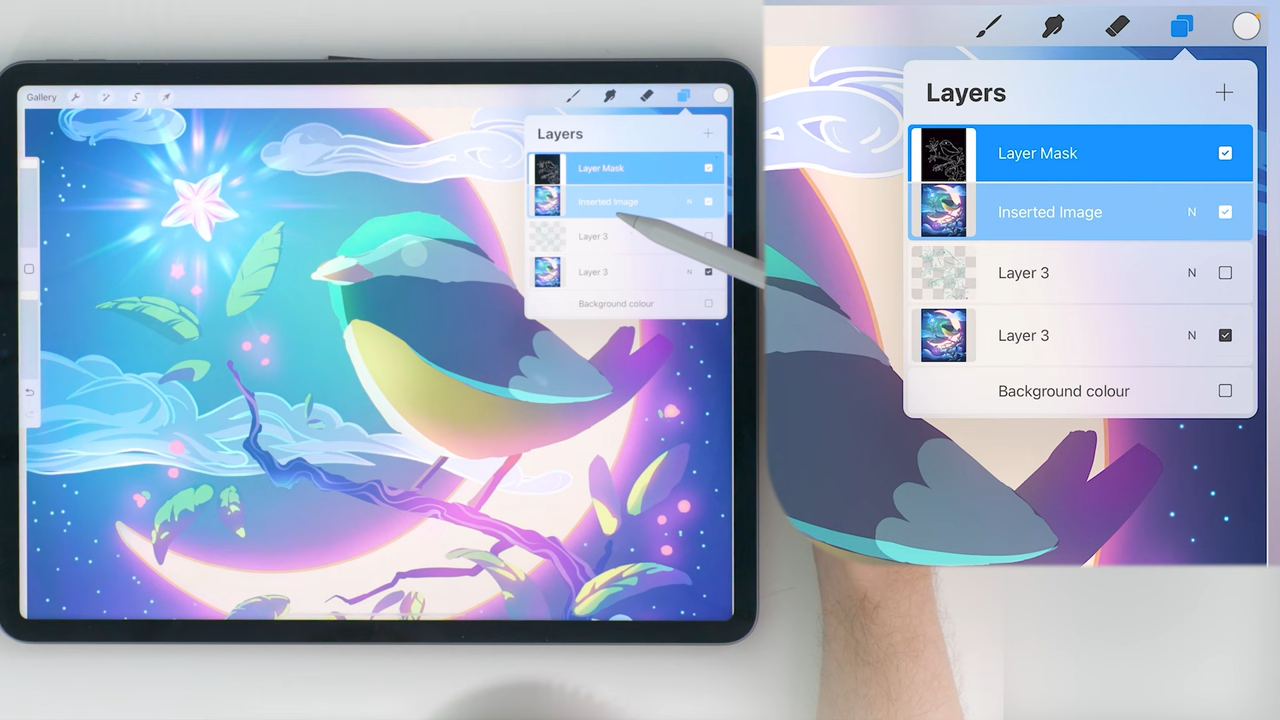 Gallery
Layers
Layer Mask
Inserted Image N
Layer 3
Layer 3 N
Background colour
Layers
Layer Mask
Inserted Image N
Layer 3 N
Layer 3 N
Background colour